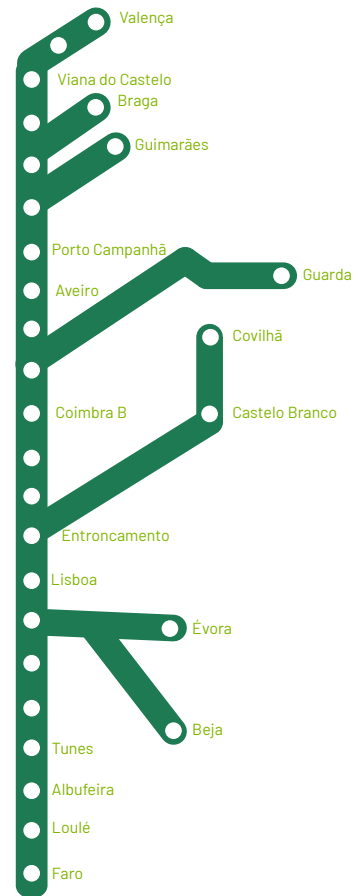 Valença
Viana do Castelo
Braga
Guimarães
Porto Campanhã
Guarda
Aveiro
Covilhã
Coimbra B
Castelo Branco
Entroncamento
Lisboa
Évora
Beja
Tunes
Albufeira
Loulé
Faro